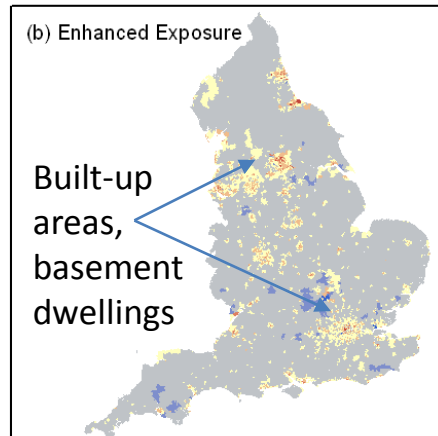 (b) Enhanced Exposure
Built-up
areas,
basement
dwellings